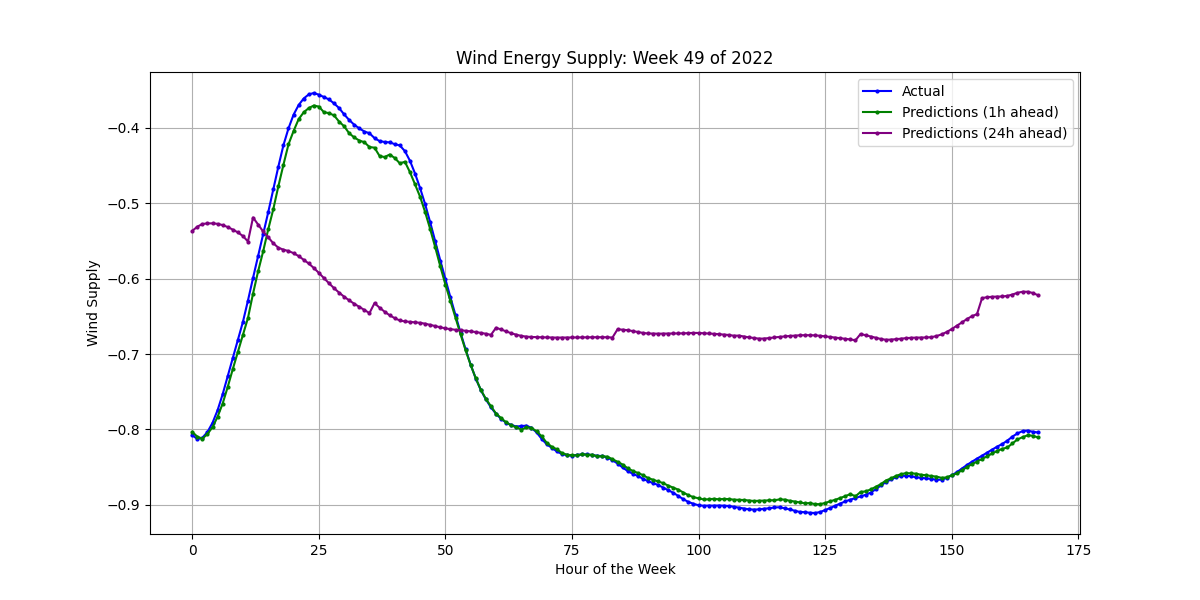 Wind Energy Supply: Week 49 of 2022
Actual
Predictions (1h ahead)
Predictions (24h ahead)
Wind Supply
−0.4
−0.5
−0.6
−0.7
−0.8
−0.9
0
25
50
75
100
125
150
175
Hour of the Week